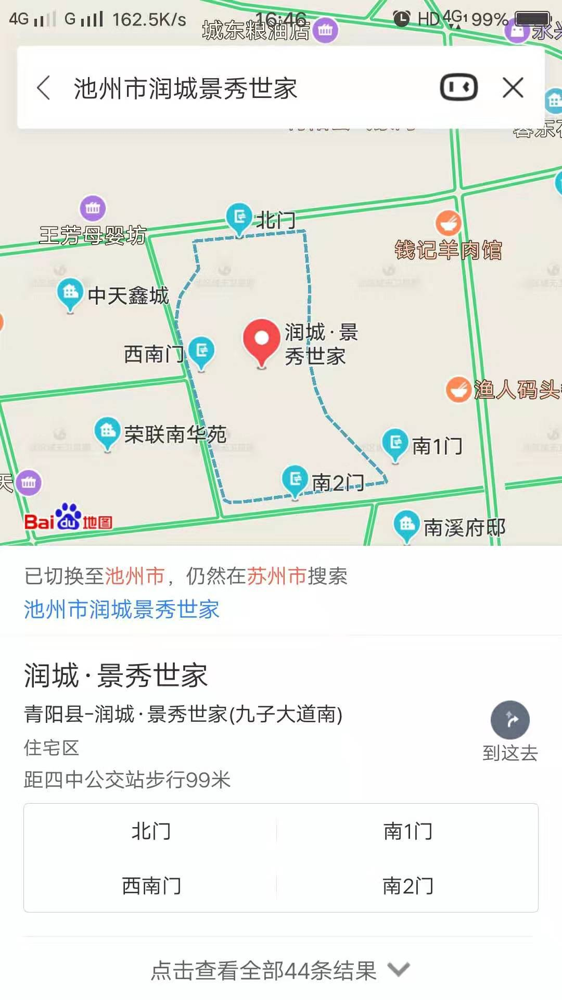 4G G 162.5K/s 16:46 HD 4G 99%
城东粮油店
永兴
池州市润城景秀世家
北门
王芳母婴坊
钱记羊肉馆
中天鑫城
润城·景
秀世家
西南门
渔人码头
荣联南华苑
南1门
天
南2门
Bai du 地图
南溪府邸
已切换至池州市，仍然在苏州市搜索
池州市润城景秀世家
润城·景秀世家
青阳县-润城·景秀世家(九子大道南)
住宅区
到这去
距四中公交站步行99米
北门 南1门
西南门 南2门
点击查看全部44条结果